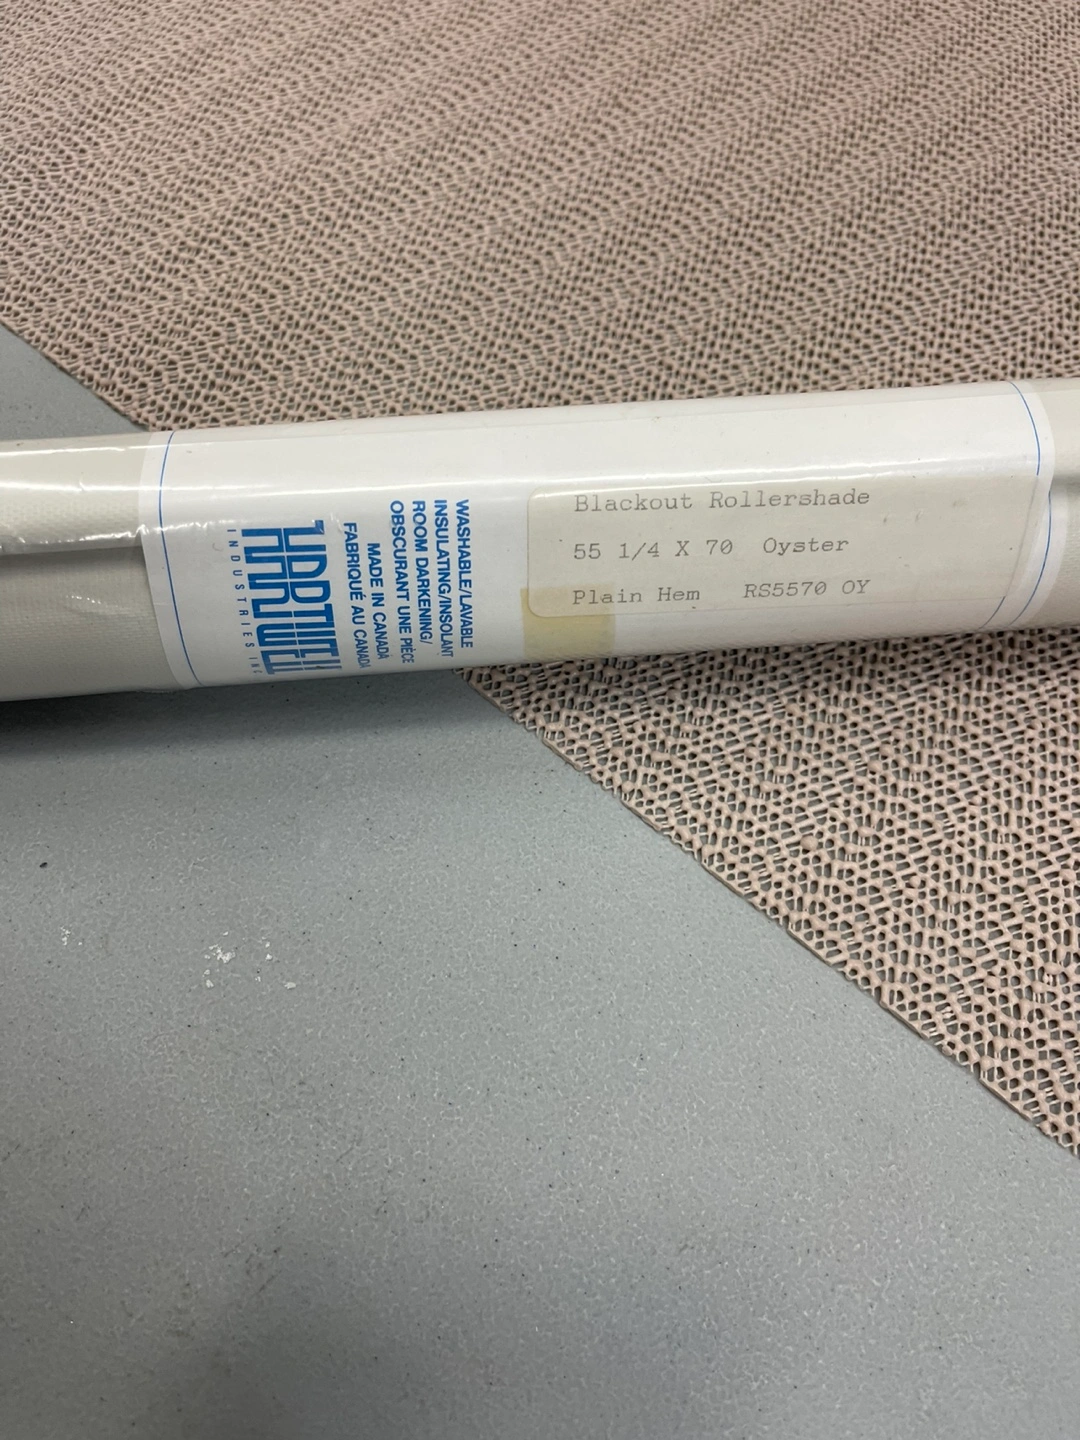 WASHABLE/LAVABLE
INSULATING/INSOLANT
ROOM DARKENING/
OBSCURANT UNE PIÈCE
MADE IN CANADA
FABRIQUÉ AU CANADA
HARTWELL
INDUSTRIES INC
Blackout Rollershade
55 1/4 X 70 Oyster
Plain Hem RS5570 OY